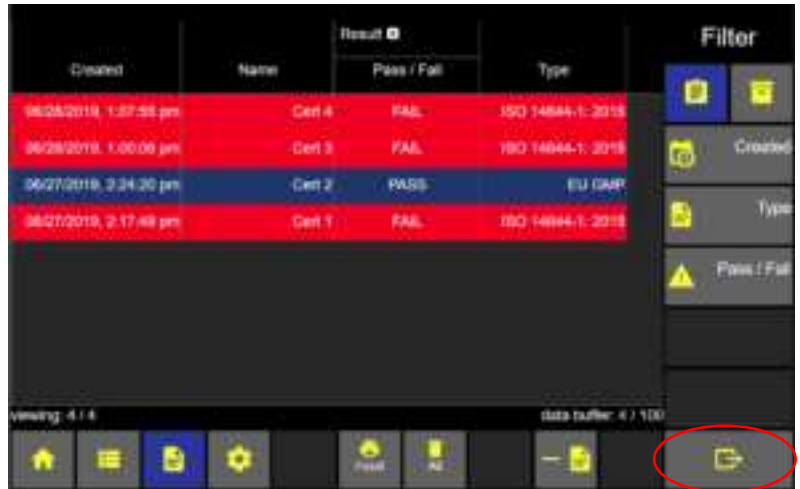 Result
Filter
Created Name Pass / Fail Type
06/28/2019, 1:07:55 pm Cert 4 FAIL ISO 14644-1: 2015
06/28/2019, 1:00:09 pm Cert 3 FAIL ISO 14644-1: 2015
06/27/2019, 2:24:20 pm Cert 2 PASS EU GMP
06/27/2019, 2:17:49 pm Cert 1 FAIL ISO 14644-1: 2015
Created
Type
Pass / Fail
viewing: 4 / 4 data buffer: 4 / 100
All